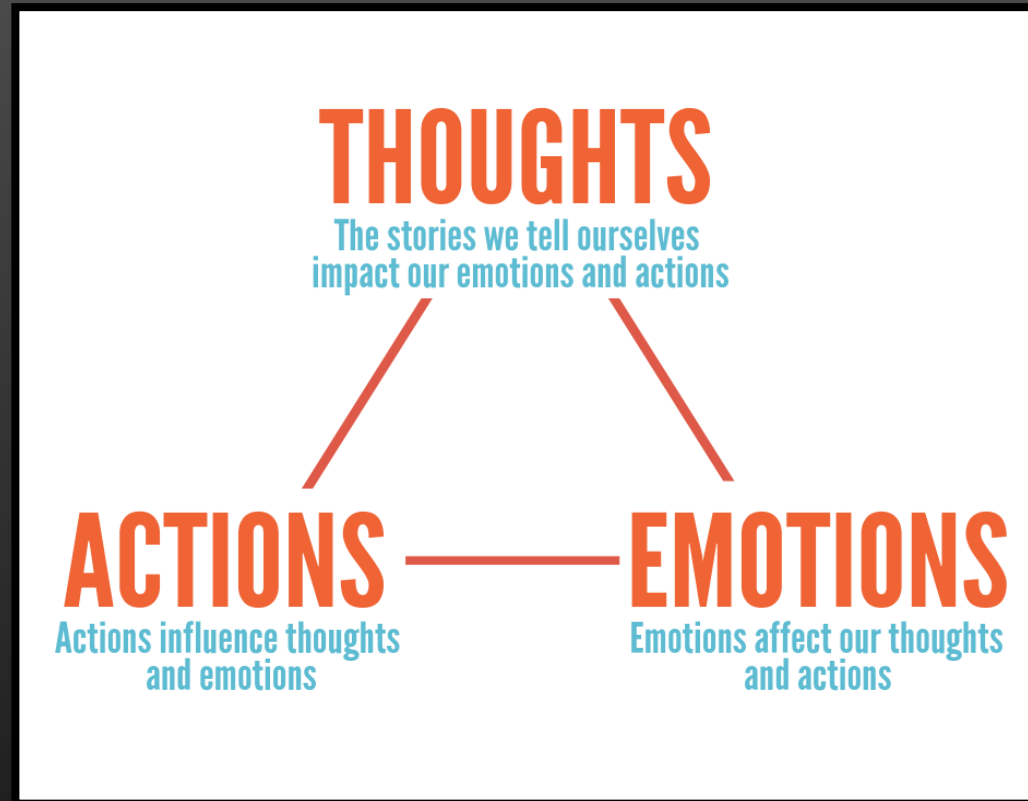 THOUGHTS
The stories we tell ourselves
impact our emotions and actions
ACTIONS
Actions influence thoughts
and emotions
EMOTIONS
Emotions affect our thoughts
and actions